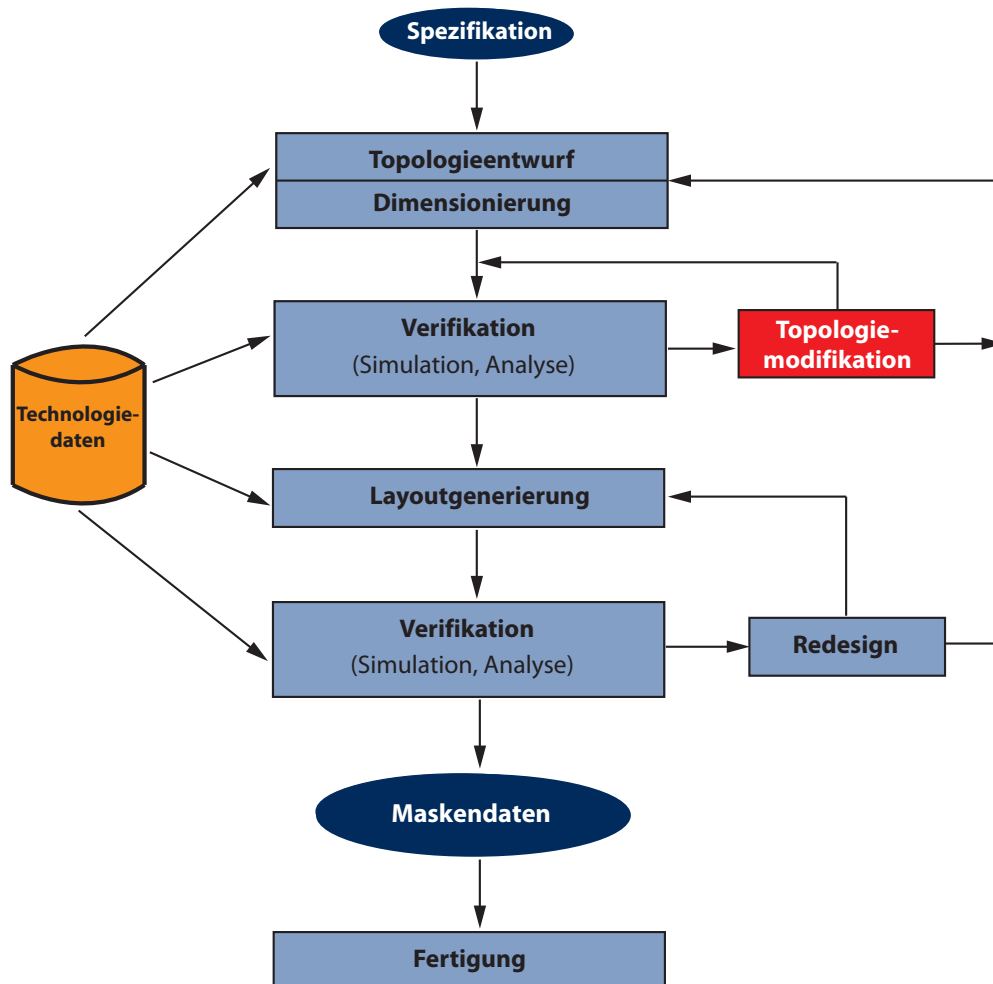 Spezifikation
Topologieentwurf
Dimensionierung
Verifikation
(Simulation, Analyse)
Topologie-
modifikation
Technologie-
daten
Layoutgenerierung
Verifikation
(Simulation, Analyse)
Redesign
Maskendaten
Fertigung